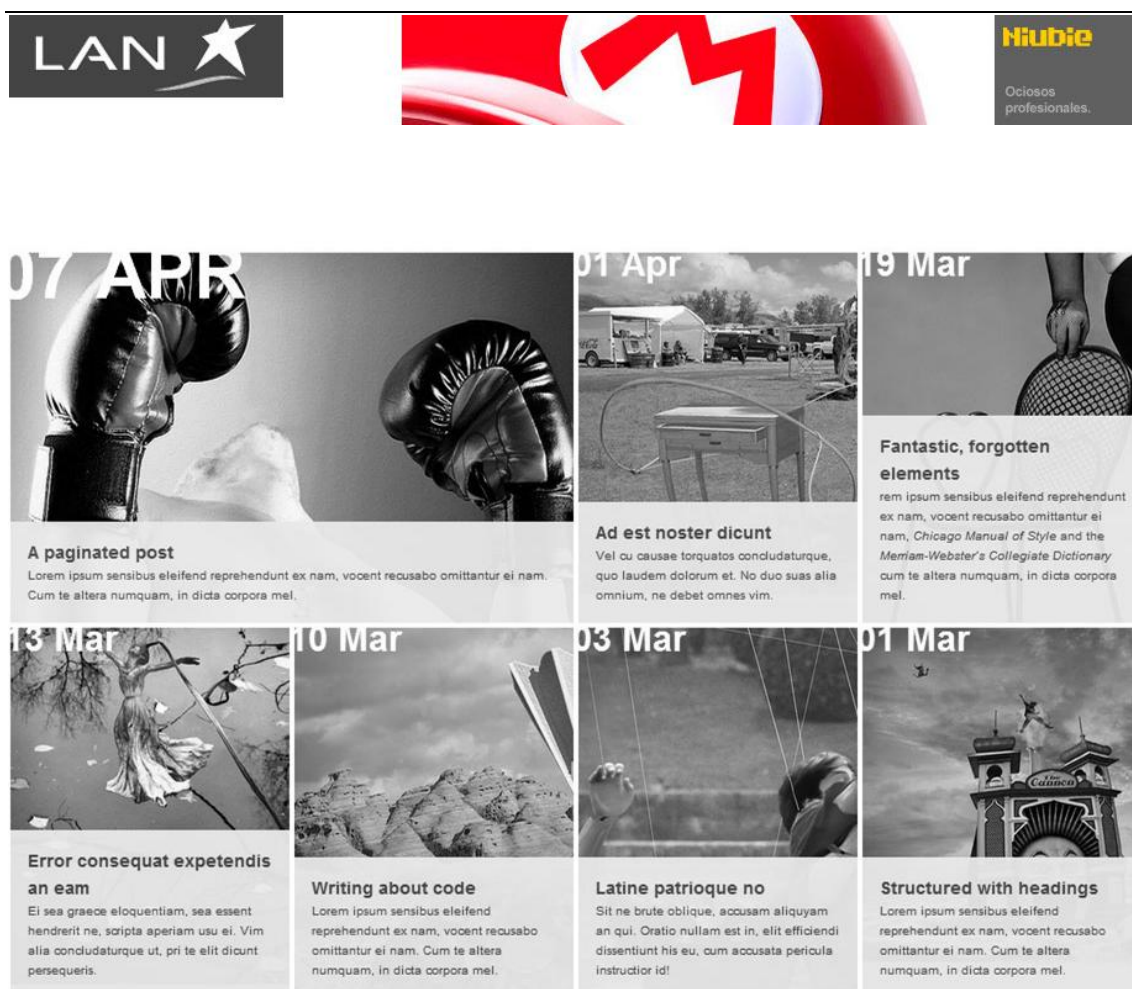 LAN
Niubie
Ociosos
profesionales.
07 APR
A paginated post
Lorem ipsum sensibus eleifend reprehendunt ex nam, vocent recusabo omittantur ei nam.
Cum te altera numquam, in dicta corpora mel.
01 Apr
Ad est noster dicunt
Vel cu causae torquatos concludaturque,
quo laudem dolorum et. No duo suas alia
omnium, ne debet omnes vim.
19 Mar
Fantastic, forgotten
elements
rem ipsum sensibus eleifend reprehendunt
ex nam, vocent recusabo omittantur ei
nam, Chicago Manual of Style and the
Merriam-Webster's Collegiate Dictionary
cum te altera numquam, in dicta corpora
mel.
13 Mar
Error consequat expetendis
an eam
Ei sea graece eloquentiam, sea essent
hendrerit ne, scripta aperiam usu ei. Vim
alia concludaturque ut, pri te elit dicunt
persequeris.
10 Mar
Writing about code
Lorem ipsum sensibus eleifend
reprehendunt ex nam, vocent recusabo
omittantur ei nam. Cum te altera
numquam, in dicta corpora mel.
03 Mar
Latine patrioque no
Sit ne brute oblique, accusam aliquyam
an qui. Oratio nullam est in, elit efficiendi
dissentiunt his eu, cum accusata pericula
instructior id!
01 Mar
The
Cannon
Structured with headings
Lorem ipsum sensibus eleifend
reprehendunt ex nam, vocent recusabo
omittantur ei nam. Cum te altera
numquam, in dicta corpora mel.